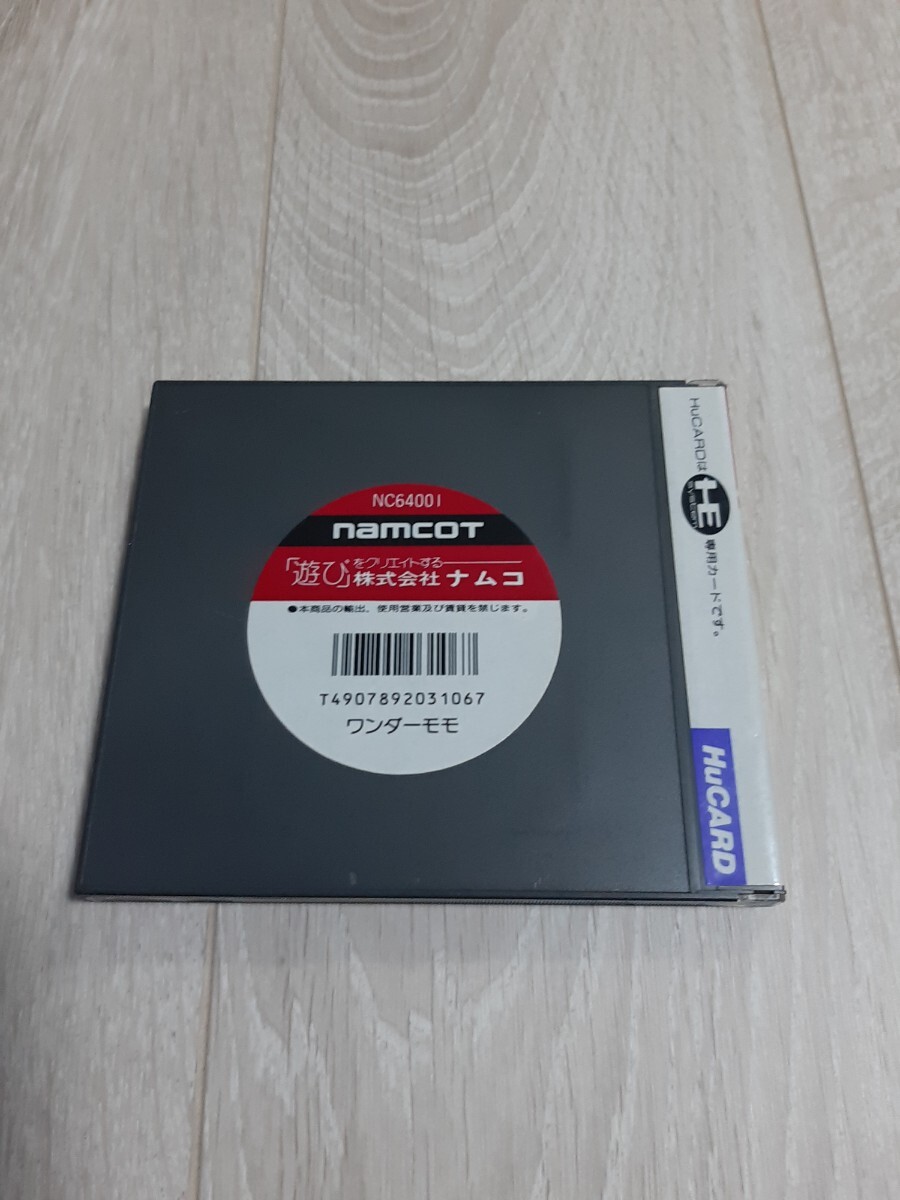 NC64001
namcot
「遊び」をクリエイトする
株式会社ナムコ
●本商品の輸出、使用営業及び賃貸を禁じます。
T4907892031067
ワンダーモモ
HuCARDは HE system 専用カードです。
HuCARD